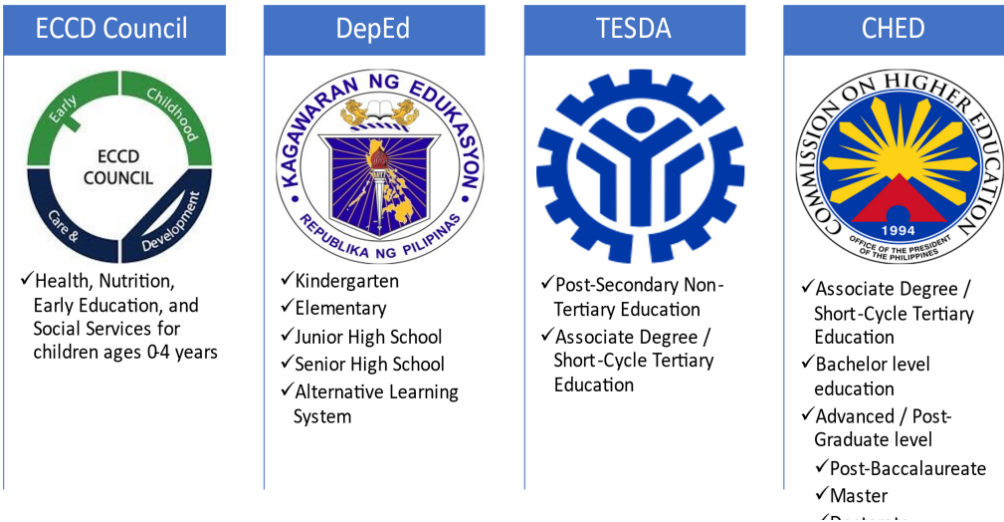 ECCD Council
Early
Childhood
ECCD
COUNCIL
Care &
Development
✓Health, Nutrition,
Early Education, and
Social Services for
children ages 0-4 years
DepEd
KAGAWARAN NG EDUKASYON
REPUBLIKA NG PILIPINAS
✓Kindergarten
✓Elementary
✓Junior High School
✓Senior High School
✓Alternative Learning
System
TESDA
✓Post-Secondary Non-
Tertiary Education
✓Associate Degree /
Short-Cycle Tertiary
Education
CHED
COMMISSION ON HIGHER EDUCATION
1994
OFFICE OF THE PRESIDENT
OF THE PHILIPPINES
✓Associate Degree /
Short-Cycle Tertiary
Education
✓Bachelor level
education
✓Advanced / Post-
Graduate level
✓Post-Baccalaureate
✓Master